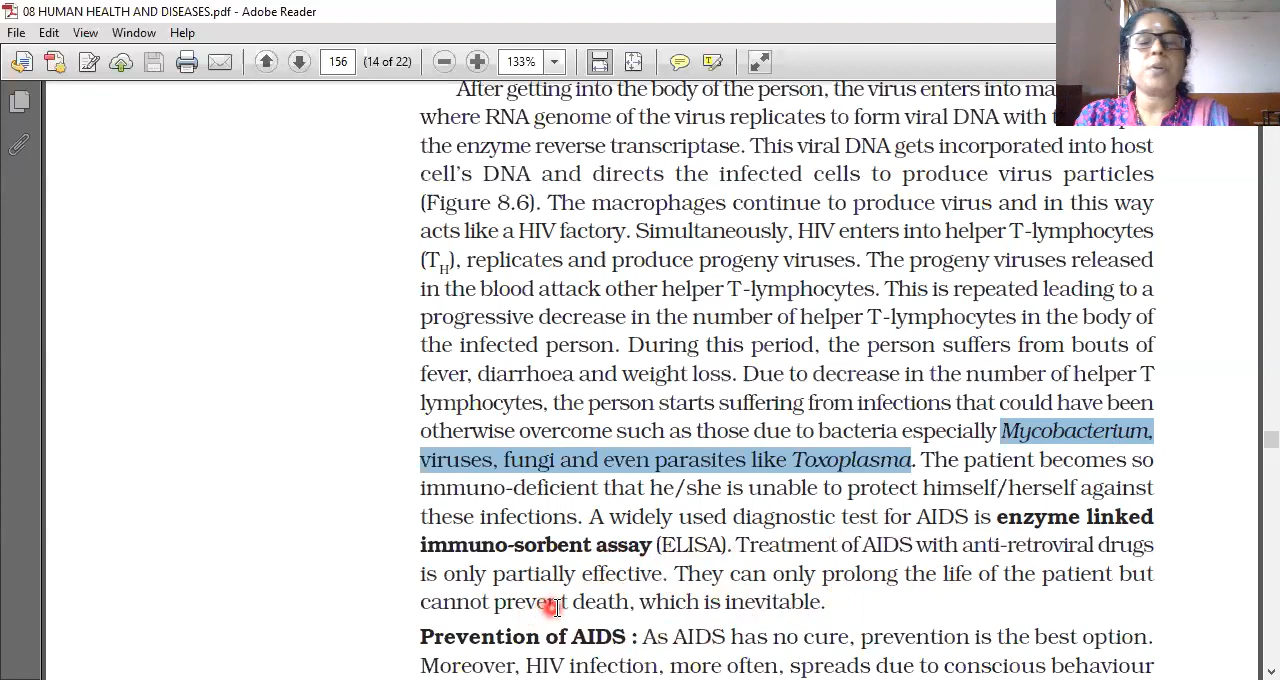 08 HUMAN HEALTH AND DISEASES.pdf - Adobe Reader
File Edit View Window Help
156 (14 of 22) 133%
After getting into the body of the person, the virus enters into
where RNA genome of the virus replicates to form viral DNA with
the enzyme reverse transcriptase. This viral DNA gets incorporated into host
cell's DNA and directs the infected cells to produce virus particles
(Figure 8.6). The macrophages continue to produce virus and in this way
acts like a HIV factory. Simultaneously, HIV enters into helper T-lymphocytes
(TH), replicates and produce progeny viruses. The progeny viruses released
in the blood attack other helper T-lymphocytes. This is repeated leading to a
progressive decrease in the number of helper T-lymphocytes in the body of
the infected person. During this period, the person suffers from bouts of
fever, diarrhoea and weight loss. Due to decrease in the number of helper T
lymphocytes, the person starts suffering from infections that could have been
otherwise overcome such as those due to bacteria especially Mycobacterium,
viruses, fungi and even parasites like Toxoplasma. The patient becomes so
immuno-deficient that he/she is unable to protect himself/herself against
these infections. A widely used diagnostic test for AIDS is enzyme linked
immuno-sorbent assay (ELISA). Treatment of AIDS with anti-retroviral drugs
is only partially effective. They can only prolong the life of the patient but
cannot prevent death, which is inevitable.
Prevention of AIDS : As AIDS has no cure, prevention is the best option.
Moreover, HIV infection, more often, spreads due to conscious behaviour